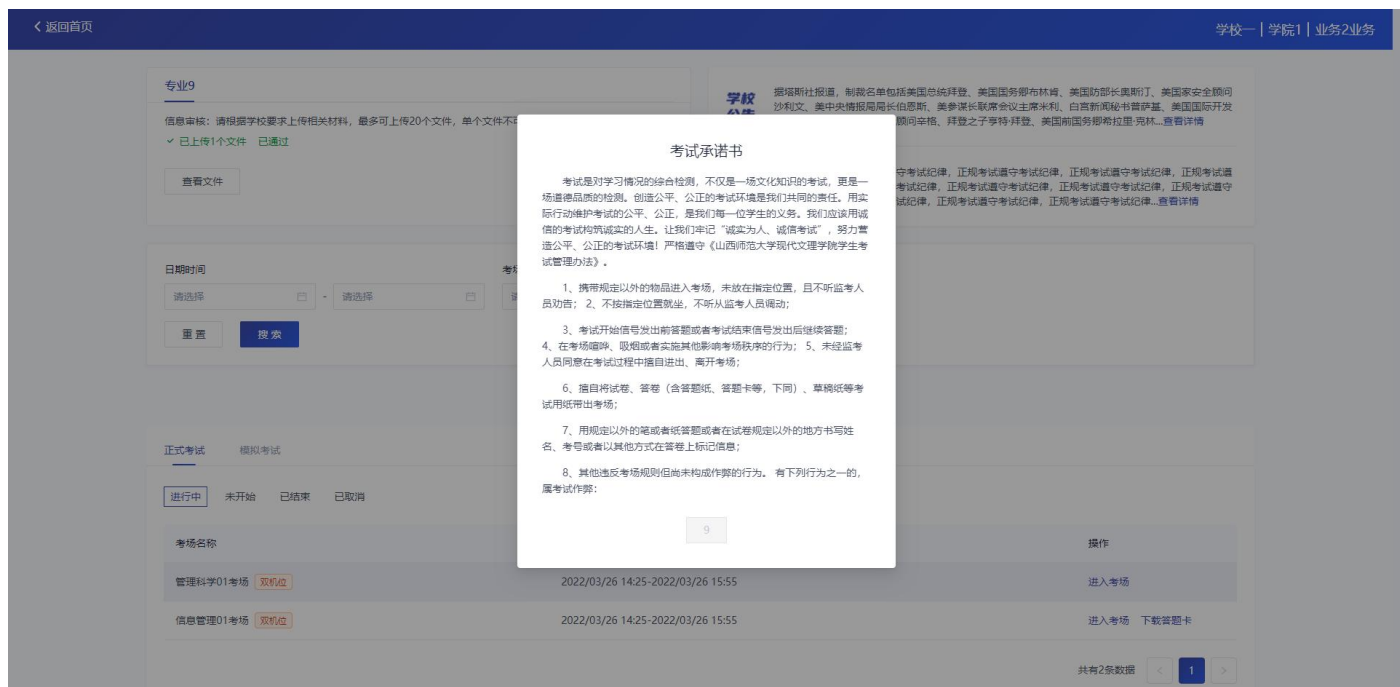 返回首页
学校一 | 学院1 | 业务2业务
专业9
信息审核：请根据学校要求上传相关材料，最多可上传20个文件，单个文件不
已上传1个文件 已通过
查看文件
学校
公告
据塔斯社报道，制裁名单包括美国总统拜登、美国国务卿布林肯、美国防部长奥斯汀、美国家安全顾问
沙利文、美中央情报局局长伯恩斯、美参谋长联席会议主席米利、白宫新闻秘书普萨基、美国国际开发
顾问辛格、拜登之子亨特·拜登、美国前国务卿希拉里·克林...查看详情
守考试纪律，正规考试遵守考试纪律，正规考试遵守考试纪律，正规考试遵
考试纪律，正规考试遵守考试纪律，正规考试遵守考试纪律，正规考试遵守
试纪律，正规考试遵守考试纪律，正规考试遵守考试纪律...查看详情
日期时间
请选择 - 请选择
重置 搜索
考试承诺书
考试是对学习情况的综合检测，不仅是一场文化知识的考试，更是一
场道德品质的检测。创造公平、公正的考试环境是我们共同的责任。用实
际行动维护考试的公平、公正，是我们每一位学生的义务。我们应该用诚
信的考试构筑诚实的人生。让我们牢记“诚实为人、诚信考试”，努力营
造公平、公正的考试环境！严格遵守《山西师范大学现代文理学院学生考
试管理办法》。
1、携带规定以外的物品进入考场，未放在指定位置，且不听监考人
员劝告； 2、不按指定位置就坐，不听从监考人员调动；
3、考试开始信号发出前答题或者考试结束信号发出后继续答题；
4、在考场喧哗、吸烟或者实施其他影响考场秩序的行为； 5、未经监考
人员同意在考试过程中擅自进出、离开考场；
6、擅自将试卷、答卷（含答题纸、答题卡等，下同）、草稿纸等考
试用纸带出考场；
7、用规定以外的笔或者纸答题或者在试卷规定以外的地方书写姓
名、考号或者以其他方式在答卷上标记信息；
8、其他违反考场规则但尚未构成作弊的行为。 有下列行为之一的，
属考试作弊：
9
正式考试 模拟考试
进行中 未开始 已结束 已取消
考场名称 操作
管理科学01考场 双机位 2022/03/26 14:25-2022/03/26 15:55 进入考场
信息管理01考场 双机位 2022/03/26 14:25-2022/03/26 15:55 进入考场 下载答题卡
共有2条数据 < 1 >